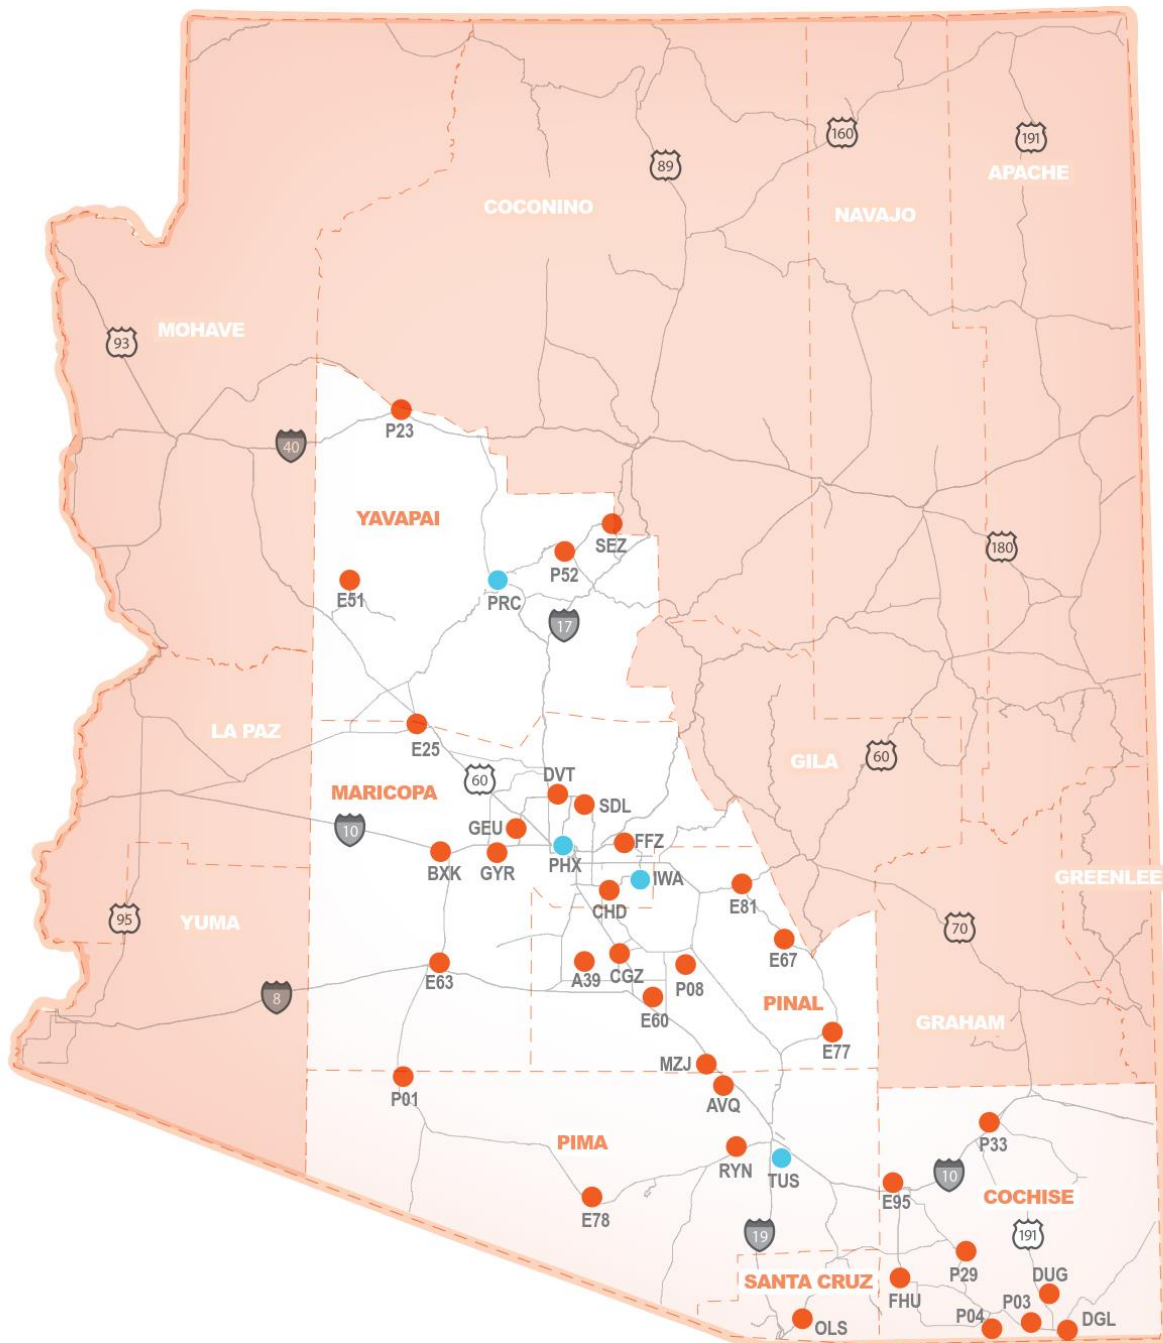 160
191
89
APACHE
COCONINO
NAVAJO
MOHAVE
93
P23
40
YAVAPAI
SEZ
180
P52
E51
PRC
17
LA PAZ
E25
60
GILA
60
DVT
MARICOPA
SDL
10
GEU
FFZ
BXK
GYR
PHX
IWA
GREENLEE
CHD
E81
95
YUMA
70
E67
E63
A39
CGZ
P08
8
E60
PINAL
GRAHAM
E77
MZJ
P01
AVQ
PIMA
P33
RYN
TUS
10
E95
COCHISE
E78
19
191
P29
DUG
SANTA CRUZ
FHU
P04
P03
DGL
OLS